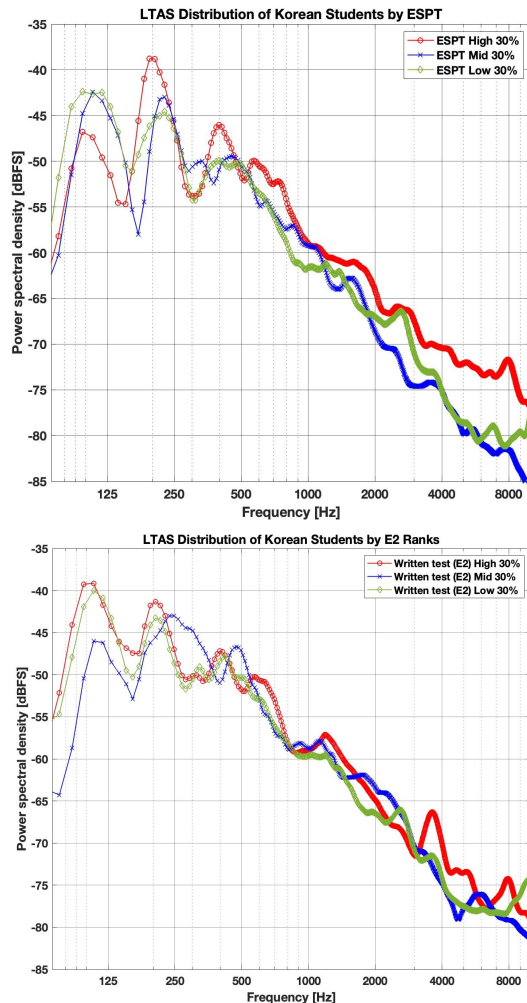 LTAS Distribution of Korean Students by ESPT
ESPT High 30%
ESPT Mid 30%
ESPT Low 30%
Power spectral density [dBFS]
-35
-40
-45
-50
-55
-60
-65
-70
-75
-80
-85
125 250 500 1000 2000 4000 8000
Frequency [Hz]
LTAS Distribution of Korean Students by E2 Ranks
Written test (E2) High 30%
Written test (E2) Mid 30%
Written test (E2) Low 30%
Power spectral density [dBFS]
-35
-40
-45
-50
-55
-60
-65
-70
-75
-80
-85
125 250 500 1000 2000 4000 8000
Frequency [Hz]